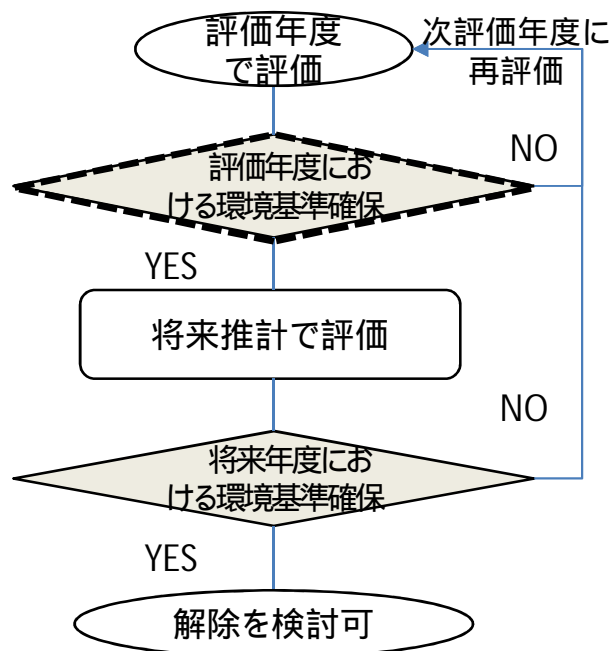 評価年度
で評価
次評価年度に
再評価
評価年度にお
ける環境基準確保
NO
YES
将来推計で評価
NO
将来年度にお
ける環境基準確保
YES
解除を検討可